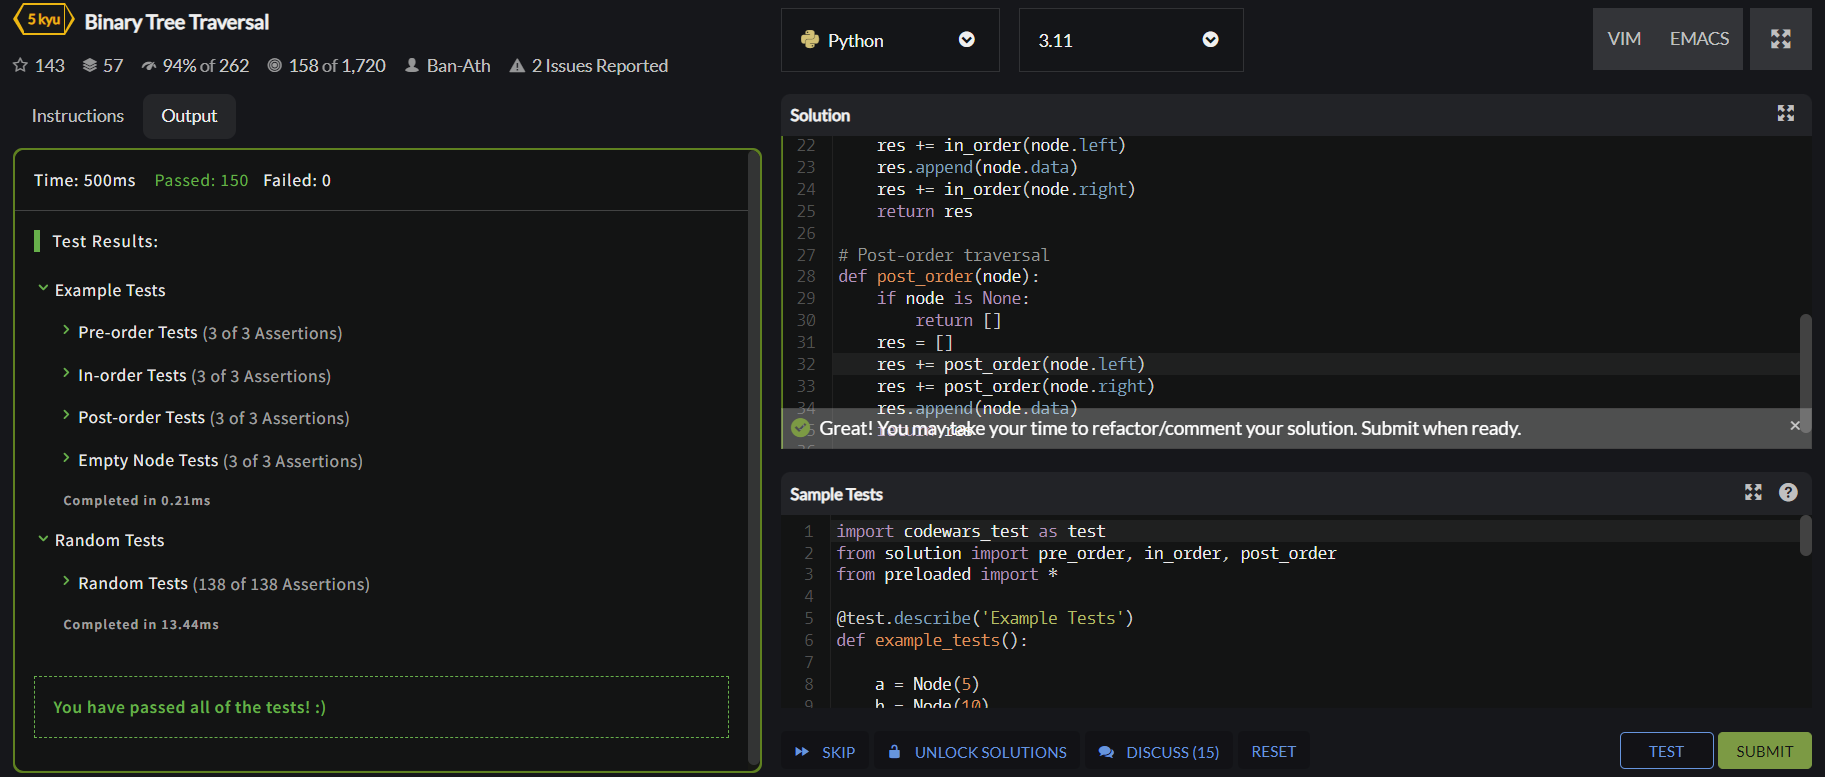 5 kyu Binary Tree Traversal
143 57 94% of 262 158 of 1,720 Ban-Ath 2 Issues Reported
Instructions Output
Time: 500ms Passed: 150 Failed: 0
Test Results:
Example Tests
Pre-order Tests (3 of 3 Assertions)
In-order Tests (3 of 3 Assertions)
Post-order Tests (3 of 3 Assertions)
Empty Node Tests (3 of 3 Assertions)
Completed in 0.21ms
Random Tests
Random Tests (138 of 138 Assertions)
Completed in 13.44ms
You have passed all of the tests! :)
Python 3.11 VIM EMACS
Solution
22 res += in_order(node.left)
23 res.append(node.data)
24 res += in_order(node.right)
25 return res
26
27 # Post-order traversal
28 def post_order(node):
29 if node is None:
30 return []
31 res = []
32 res += post_order(node.left)
33 res += post_order(node.right)
34 res.append(node.data)
35 return res
Great! You may take your time to refactor/comment your solution. Submit when ready.
Sample Tests
1 import codewars_test as test
2 from solution import pre_order, in_order, post_order
3 from preloaded import *
4
5 @test.describe('Example Tests')
6 def example_tests():
7
8 a = Node(5)
9 b = Node(10)
SKIP UNLOCK SOLUTIONS DISCUSS (15) RESET TEST SUBMIT